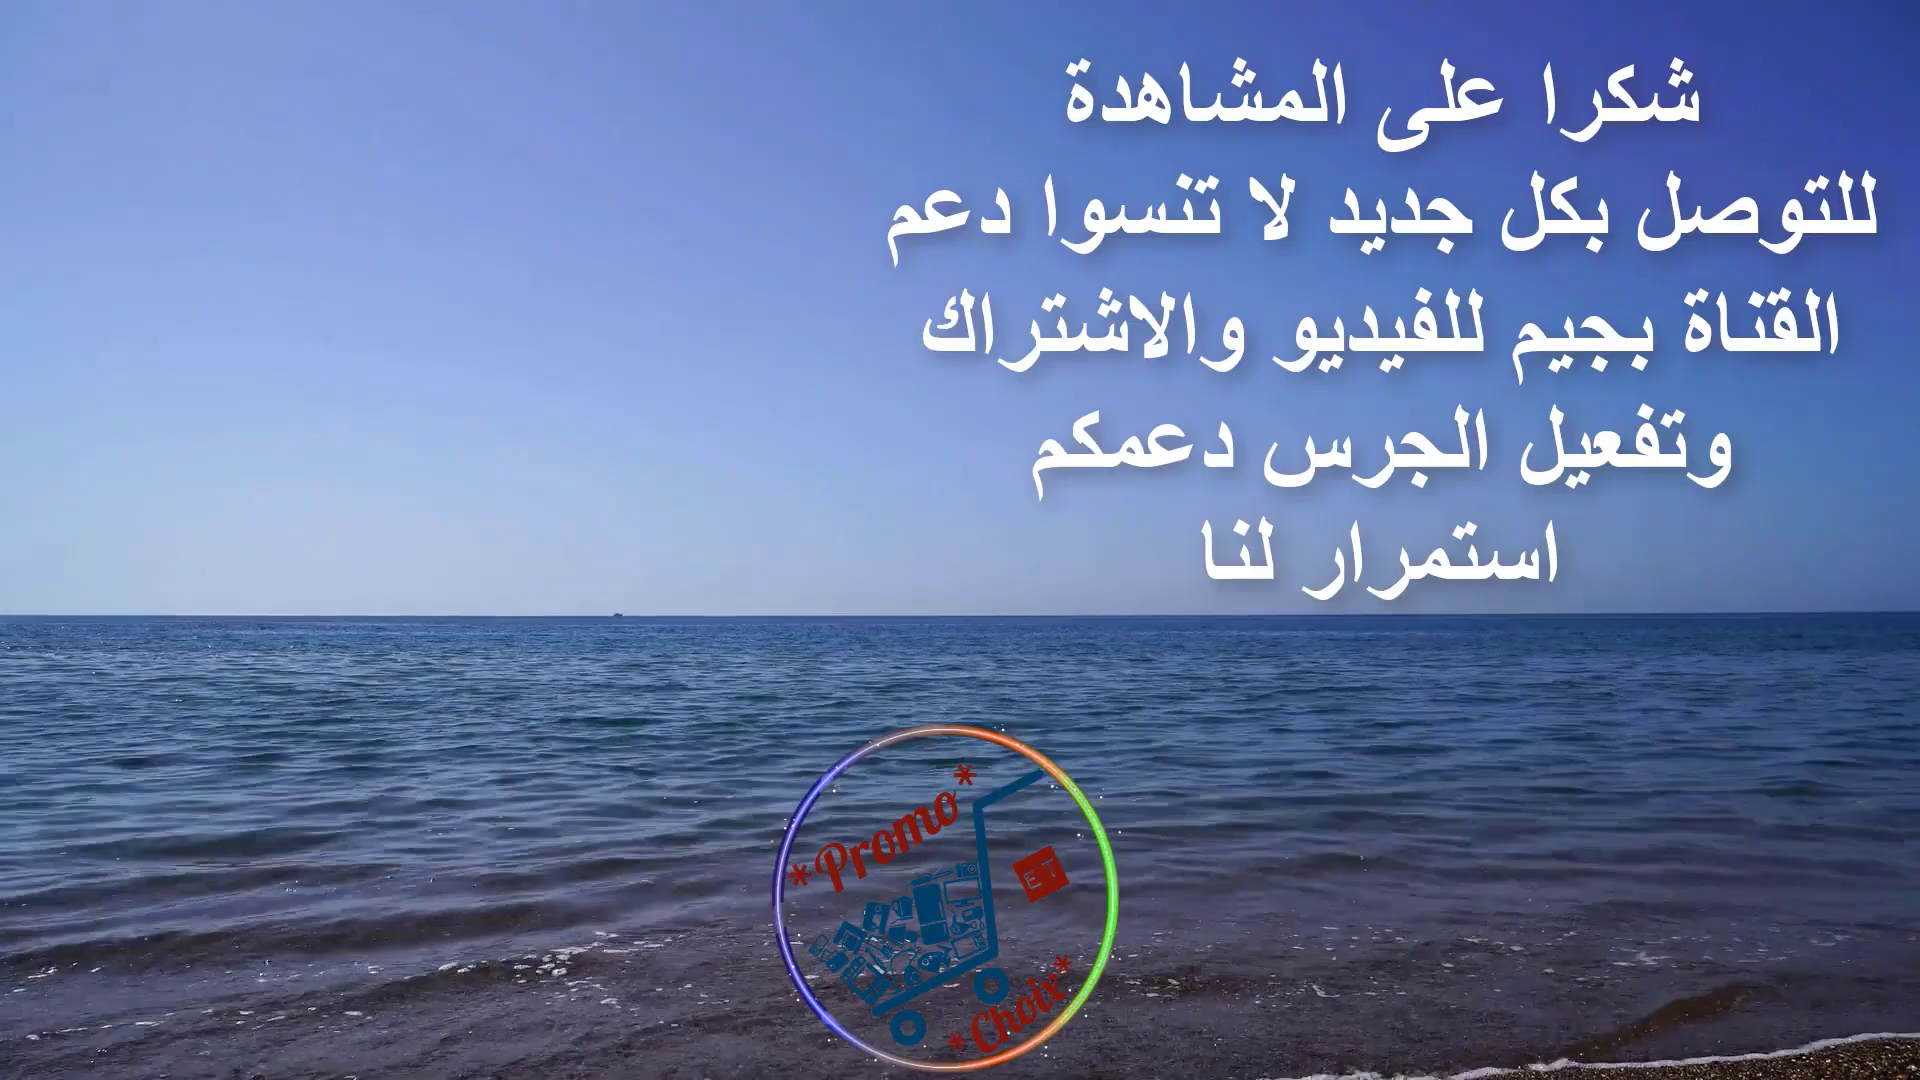 شكرا على المشاهدة
للتوصل بكل جديد لا تنسوا دعم
القناة بجيم للفيديو والاشتراك
وتفعيل الجرس دعمكم
استمرار لنا
*Promo*
ET
*Choix*